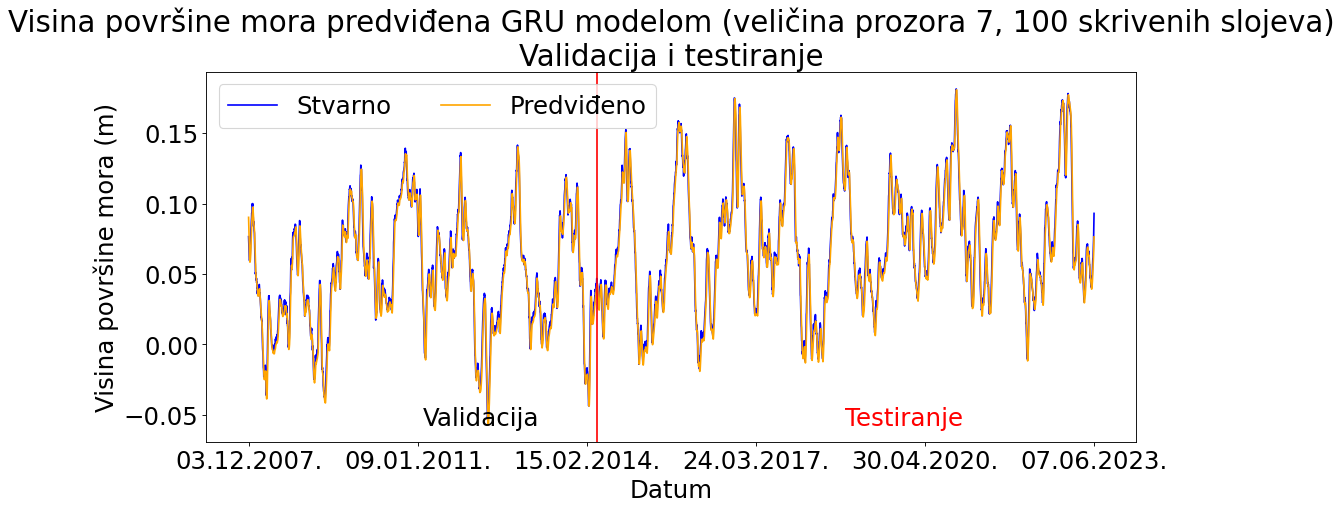 Visina površine mora predviđena GRU modelom (veličina prozora 7, 100 skrivenih slojeva)
Validacija i testiranje
Stvarno
Predviđeno
Visina površine mora (m)
0.15
0.10
0.05
0.00
−0.05
Validacija
Testiranje
03.12.2007.
09.01.2011.
15.02.2014.
24.03.2017.
30.04.2020.
07.06.2023.
Datum